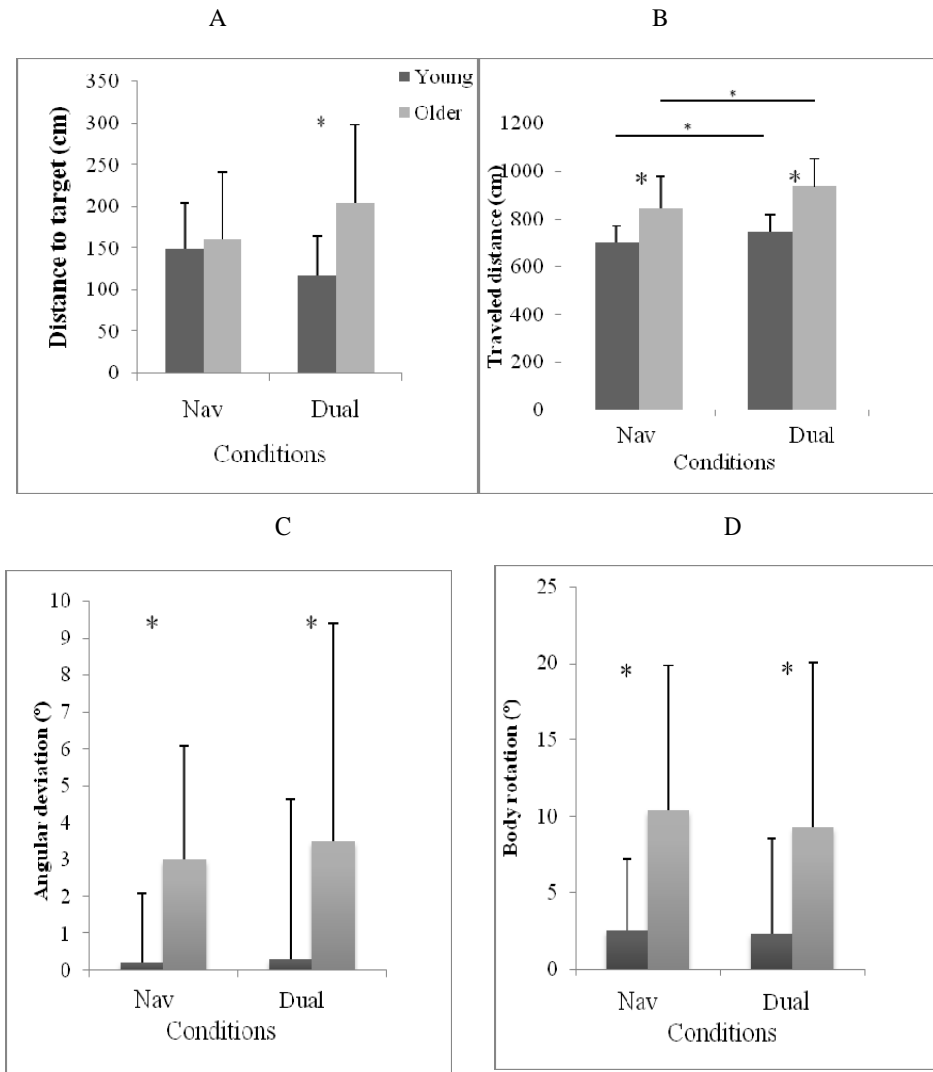 A
B
350
300
250
200
150
100
50
0
Distance to target (cm)
Young
Older
*
Nav
Dual
Conditions
1200
1000
800
600
400
200
0
Traveled distance (cm)
*
*
*
*
Nav
Dual
Conditions
C
D
10
9
8
7
6
5
4
3
2
1
0
Angular deviation (°)
*
*
Nav
Dual
Conditions
25
20
15
10
5
0
Body rotation (°)
*
*
Nav
Dual
Conditions